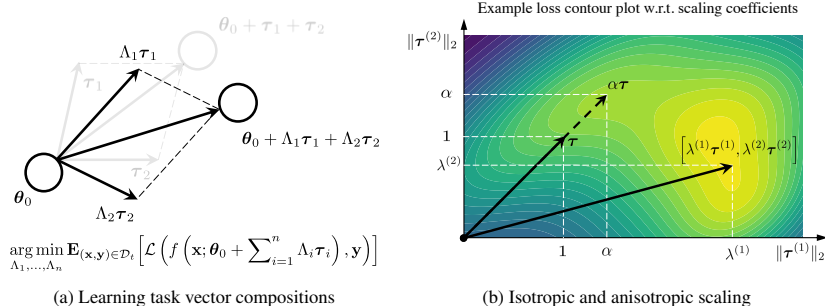 θ₀ + τ₁ + τ₂
Λ₁τ₁
τ₁
θ₀ + Λ₁τ₁ + Λ₂τ₂
τ₂
θ₀
Λ₂τ₂
arg min E₍ₓ,ᵧ₎∈𝒟ₜ [ℒ (f (x; θ₀ + ∑ⁿᵢ₌₁ Λᵢτᵢ) , y)]
Λ₁,...,Λₙ
(a) Learning task vector compositions
Example loss contour plot w.r.t. scaling coefficients
‖τ⁽²⁾‖₂
α
ατ
1
τ
λ⁽²⁾
[λ⁽¹⁾τ⁽¹⁾, λ⁽²⁾τ⁽²⁾]
1 α λ⁽¹⁾ ‖τ⁽¹⁾‖₂
(b) Isotropic and anisotropic scaling